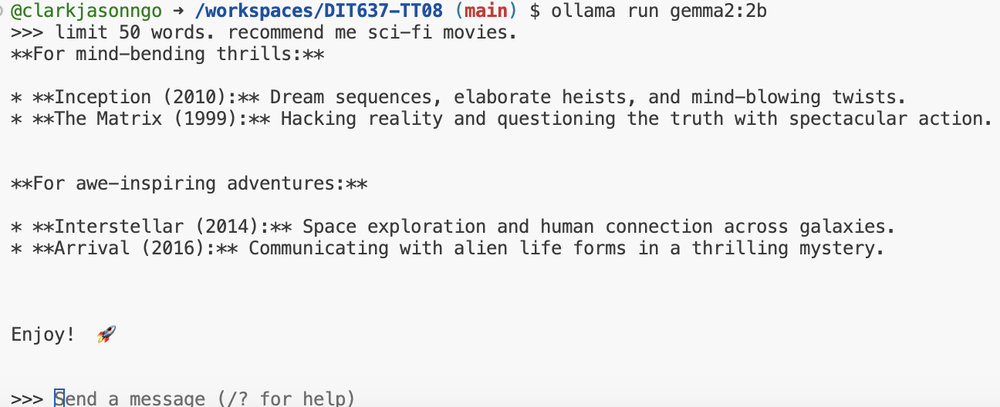 @clarkjasonngo ➜ /workspaces/DIT637-TT08 (main) $ ollama run gemma2:2b
>>> limit 50 words. recommend me sci-fi movies.
**For mind-bending thrills:**
* **Inception (2010):** Dream sequences, elaborate heists, and mind-blowing twists.
* **The Matrix (1999):** Hacking reality and questioning the truth with spectacular action.
**For awe-inspiring adventures:**
* **Interstellar (2014):** Space exploration and human connection across galaxies.
* **Arrival (2016):** Communicating with alien life forms in a thrilling mystery.
Enjoy! 🚀
>>> Send a message (/? for help)